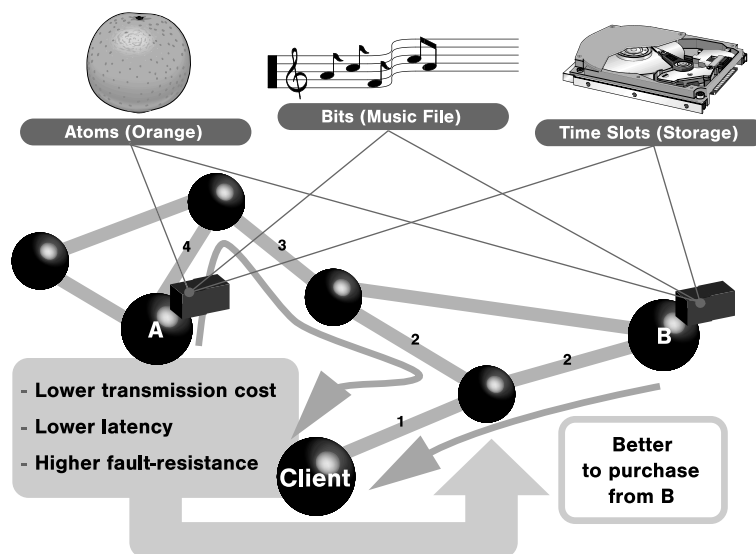 Atoms (Orange)
Bits (Music File)
Time Slots (Storage)
4
3
A
B
2
2
- Lower transmission cost
- Lower latency
- Higher fault-resistance
1
Client
Better
to purchase
from B